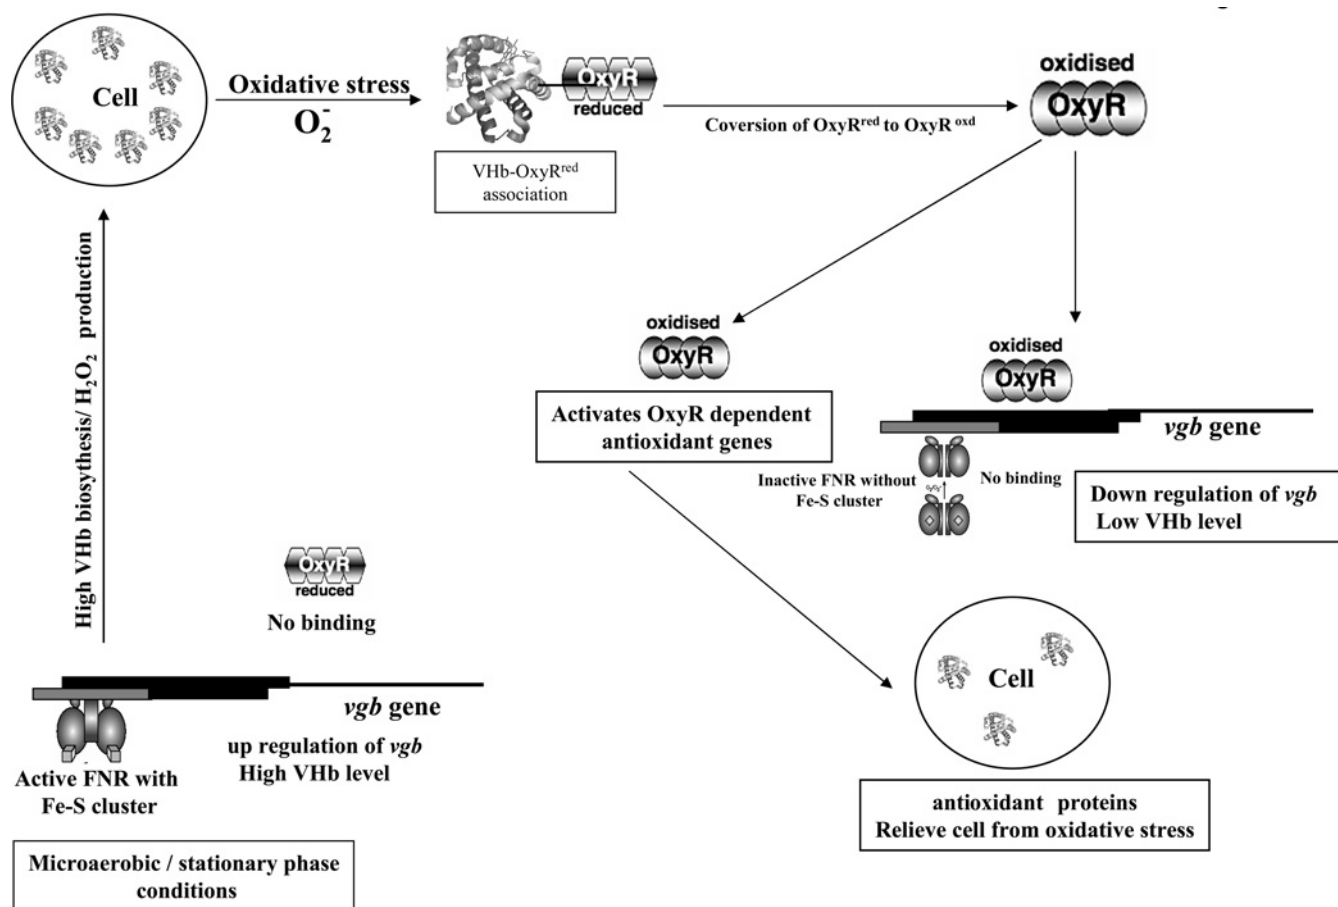 Cell
Oxidative stress
O₂⁻
OxyR
reduced
VHb-OxyRʳᵉᵈ
association
Coversion of OxyRʳᵉᵈ to OxyR ᵒˣᵈ
oxidised
OxyR
High VHb biosythesis/ H₂O₂ production
oxidised
OxyR
Activates OxyR dependent
antioxidant genes
oxidised
OxyR
vgb gene
Inactive FNR without
Fe-S cluster
No binding
Down regulation of vgb
Low VHb level
OxyR
reduced
No binding
vgb gene
up regulation of vgb
High VHb level
Active FNR with
Fe-S cluster
Microaerobic / stationary phase
conditions
Cell
antioxidant proteins
Relieve cell from oxidative stress